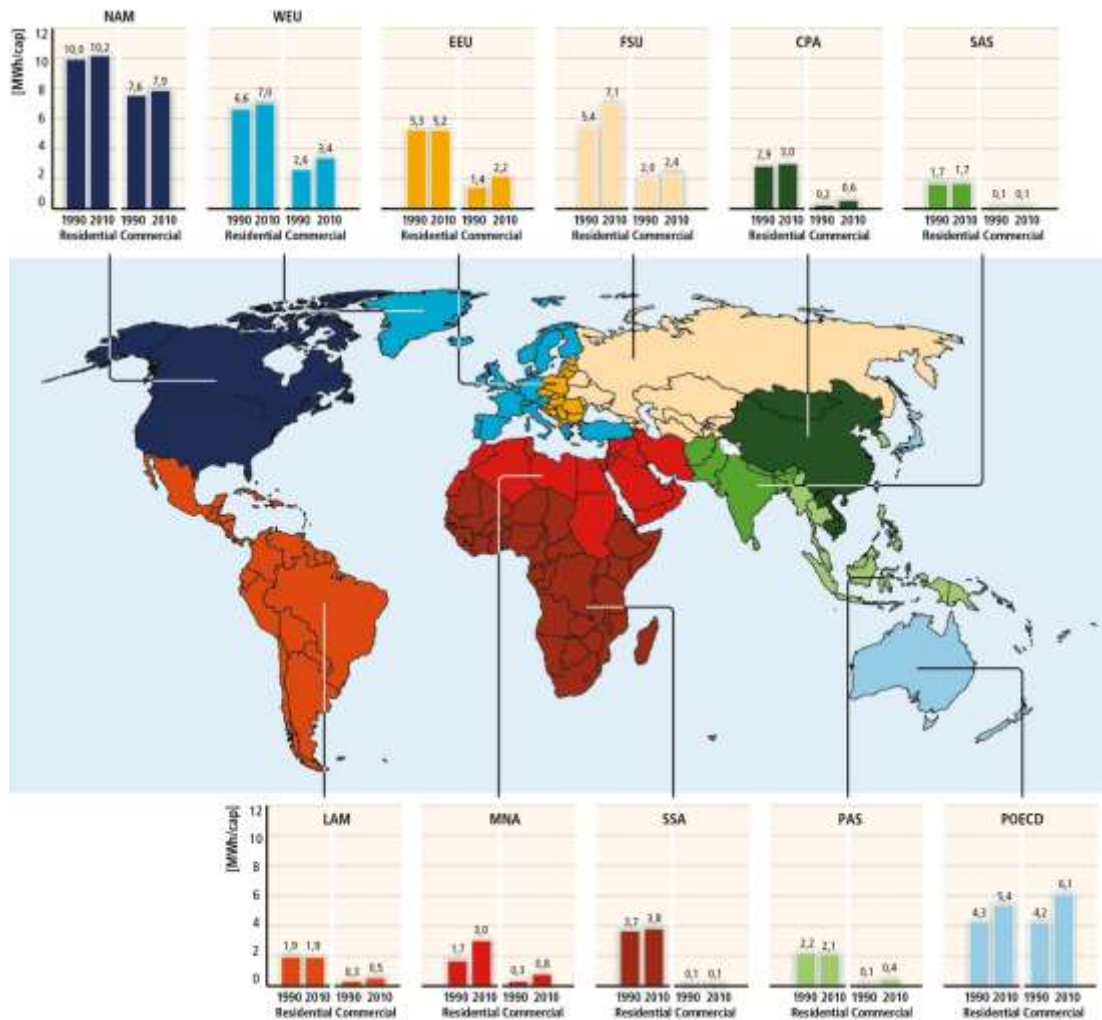 NAM
WEU
EEU
FSU
CPA
SAS
[MWh/cap]
12
10
8
6
4
2
0
10,0 10,2 7,6 7,9
6,6 7,0 2,6 3,4
5,3 5,2 1,4 2,2
5,4 7,1 2,0 2,4
2,9 3,0 0,2 0,6
1,7 1,7 0,1 0,1
1990 2010 1990 2010
Residential Commercial
1990 2010 1990 2010
Residential Commercial
1990 2010 1990 2010
Residential Commercial
1990 2010 1990 2010
Residential Commercial
1990 2010 1990 2010
Residential Commercial
1990 2010 1990 2010
Residential Commercial
LAM
MNA
SSA
PAS
POECD
[MWh/cap]
12
10
8
6
4
2
0
1,9 1,9 0,3 0,5
1,7 3,0 0,3 0,8
3,7 3,8 0,1 0,1
2,2 2,1 0,1 0,4
4,3 5,4 4,2 6,1
1990 2010 1990 2010
Residential Commercial
1990 2010 1990 2010
Residential Commercial
1990 2010 1990 2010
Residential Commercial
1990 2010 1990 2010
Residential Commercial
1990 2010 1990 2010
Residential Commercial